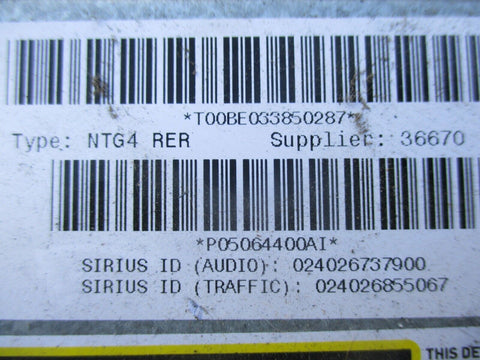 *T00BE033850287*
Type: NTG4 RER Supplier: 36670
*P05064400AI*
SIRIUS ID (AUDIO): 024026737900
SIRIUS ID (TRAFFIC): 024026855067
THIS DE